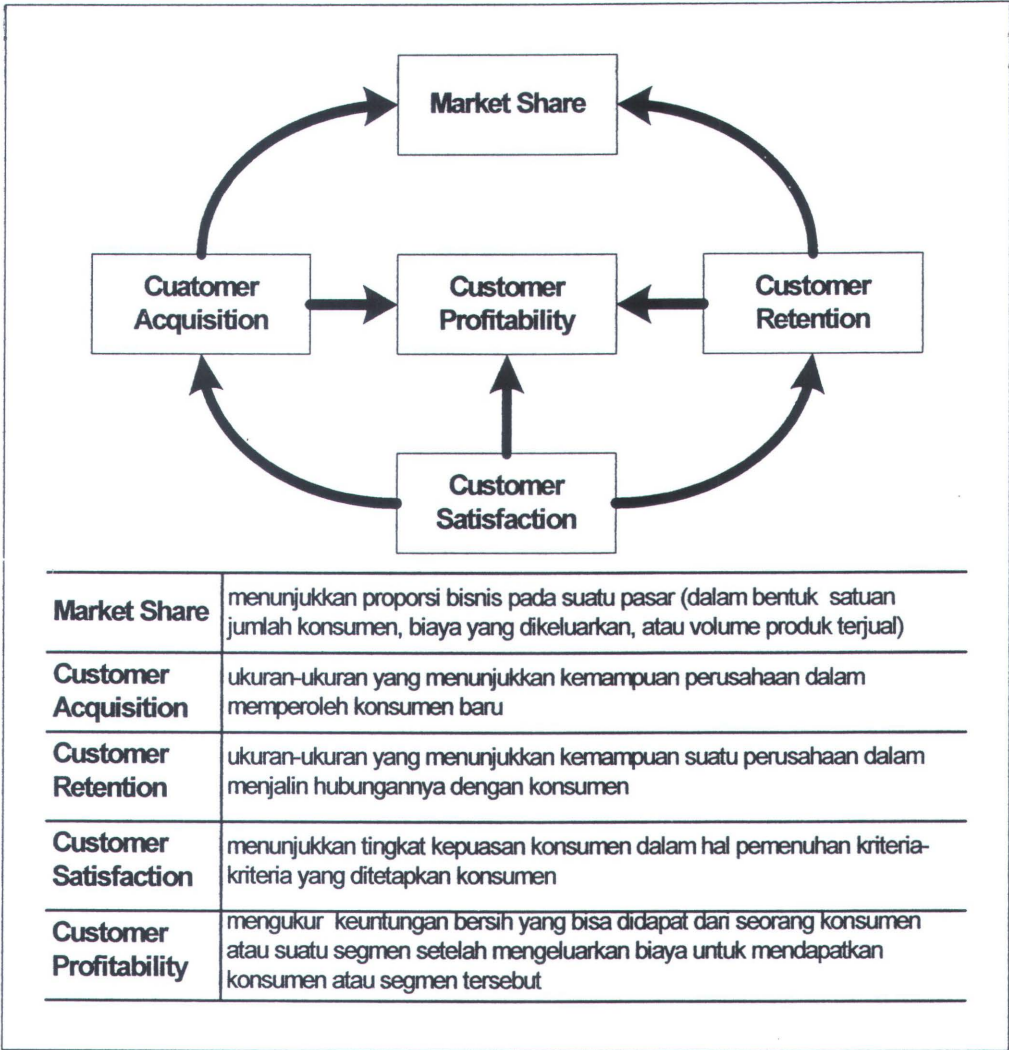 Market Share
Cuatomer
Acquisition
Customer
Profitability
Customer
Retention
Customer
Satisfaction
Market Share
menunjukkan proporsi bisnis pada suatu pasar (dalam bentuk satuan
jumlah konsumen, biaya yang dikeluarkan, atau volume produk terjual)
Customer
Acquisition
ukuran-ukuran yang menunjukkan kemampuan perusahaan dalam
memperoleh konsumen baru
Customer
Retention
ukuran-ukuran yang menunjukkan kemampuan suatu perusahaan dalam
menjalin hubungannya dengan konsumen
Customer
Satisfaction
menunjukkan tingkat kepuasan konsumen dalam hal pemenuhan kriteria-
kriteria yang ditetapkan konsumen
Customer
Profitability
mengukur keuntungan bersih yang bisa didapat dari seorang konsumen
atau suatu segmen setelah mengeluarkan biaya untuk mendapatkan
konsumen atau segmen tersebut